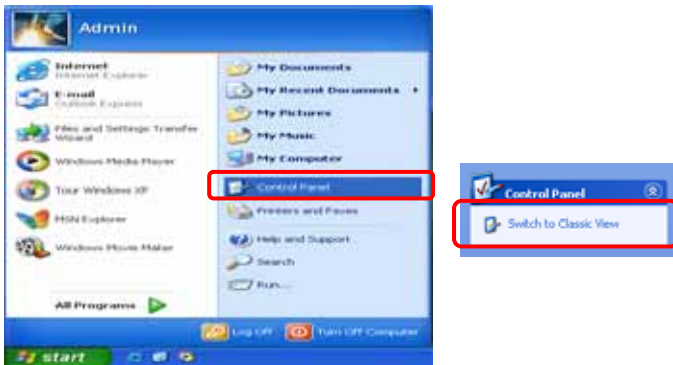 Admin
Internet
Internet Explorer
E-mail
Outlook Express
Files and Settings Transfer
Wizard
Windows Media Player
Tour Windows XP
MSN Explorer
Windows Movie Maker
All Programs
My Documents
My Recent Documents
My Pictures
My Music
My Computer
Control Panel
Printers and Faxes
Help and Support
Search
Run...
Log Off
Turn Off Computer
start
Control Panel
Switch to Classic View